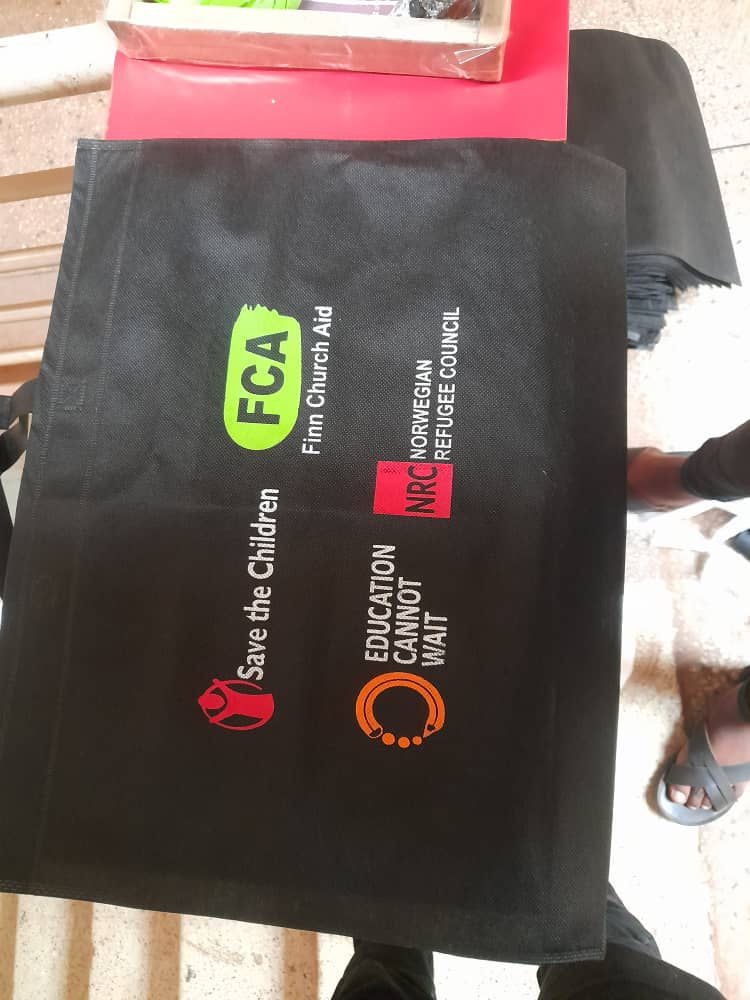 Save the Children
FCA
Finn Church Aid
EDUCATION
CANNOT
WAIT
NRC
NORWEGIAN
REFUGEE COUNCIL